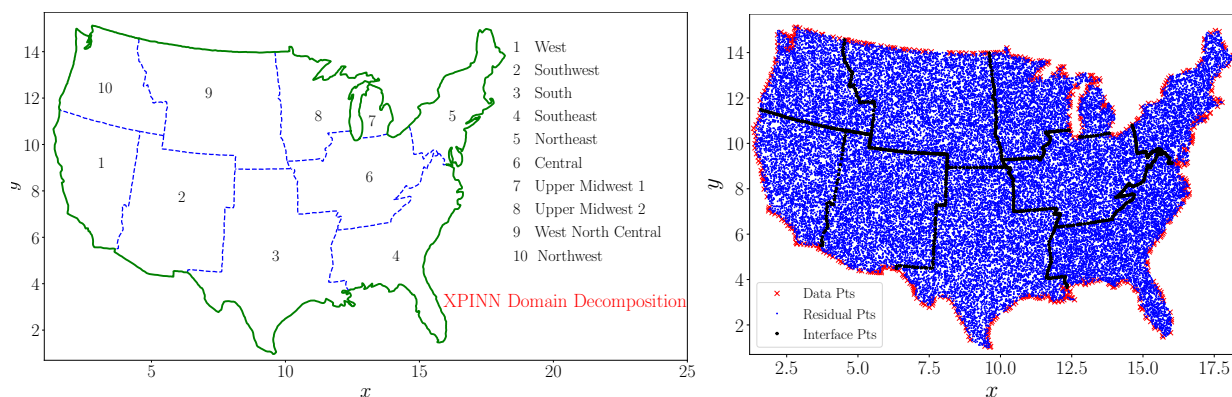 14
12
10
8
6
4
2
y
5
10
15
20
25
x
10
9
8
7
5
1
2
6
3
4
1 West
2 Southwest
3 South
4 Southeast
5 Northeast
6 Central
7 Upper Midwest 1
8 Upper Midwest 2
9 West North Central
10 Northwest
XPINN Domain Decomposition
14
12
10
8
6
4
2
y
2.5
5.0
7.5
10.0
12.5
15.0
17.5
x
Data Pts
Residual Pts
Interface Pts